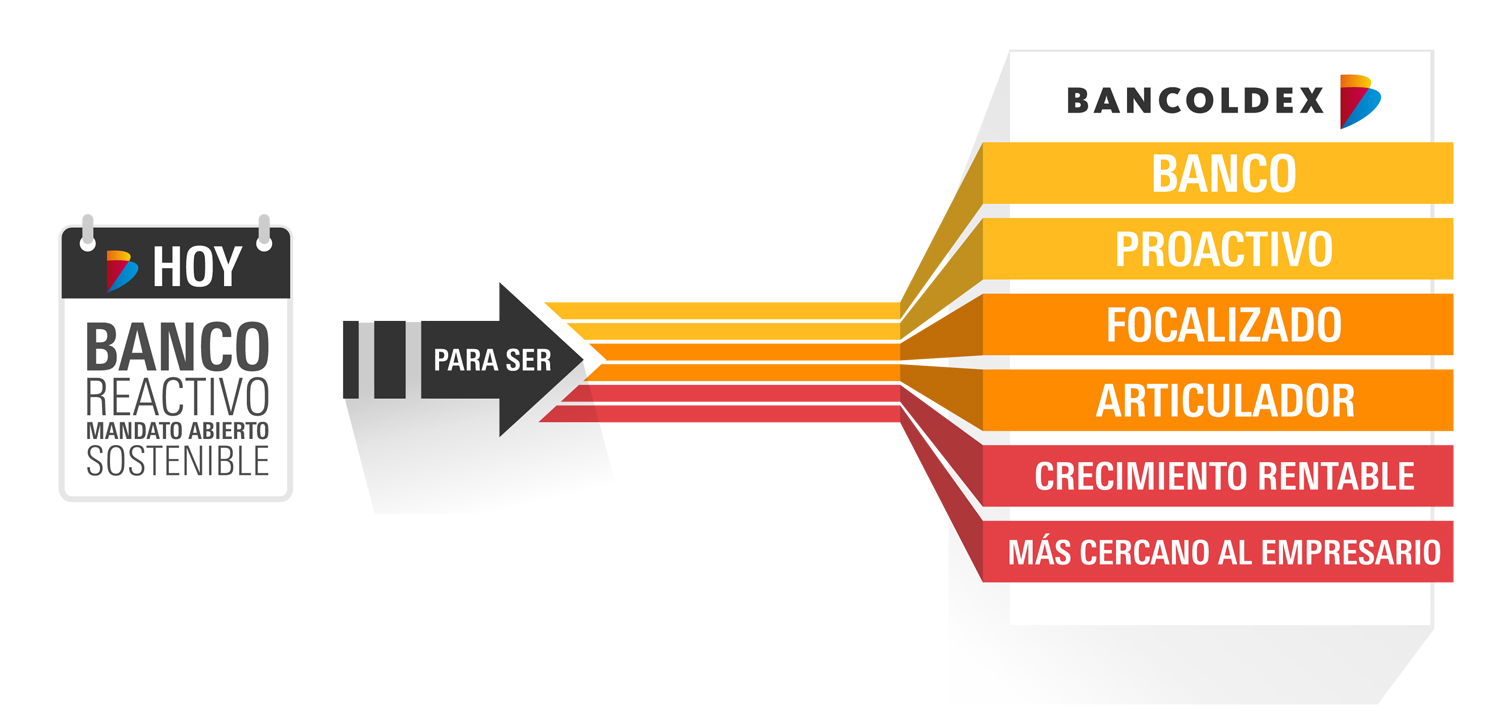 HOY
BANCO
REACTIVO
MANDATO ABIERTO
SOSTENIBLE
PARA SER
BANCOLDEX
BANCO
PROACTIVO
FOCALIZADO
ARTICULADOR
CRECIMIENTO RENTABLE
MÁS CERCANO AL EMPRESARIO